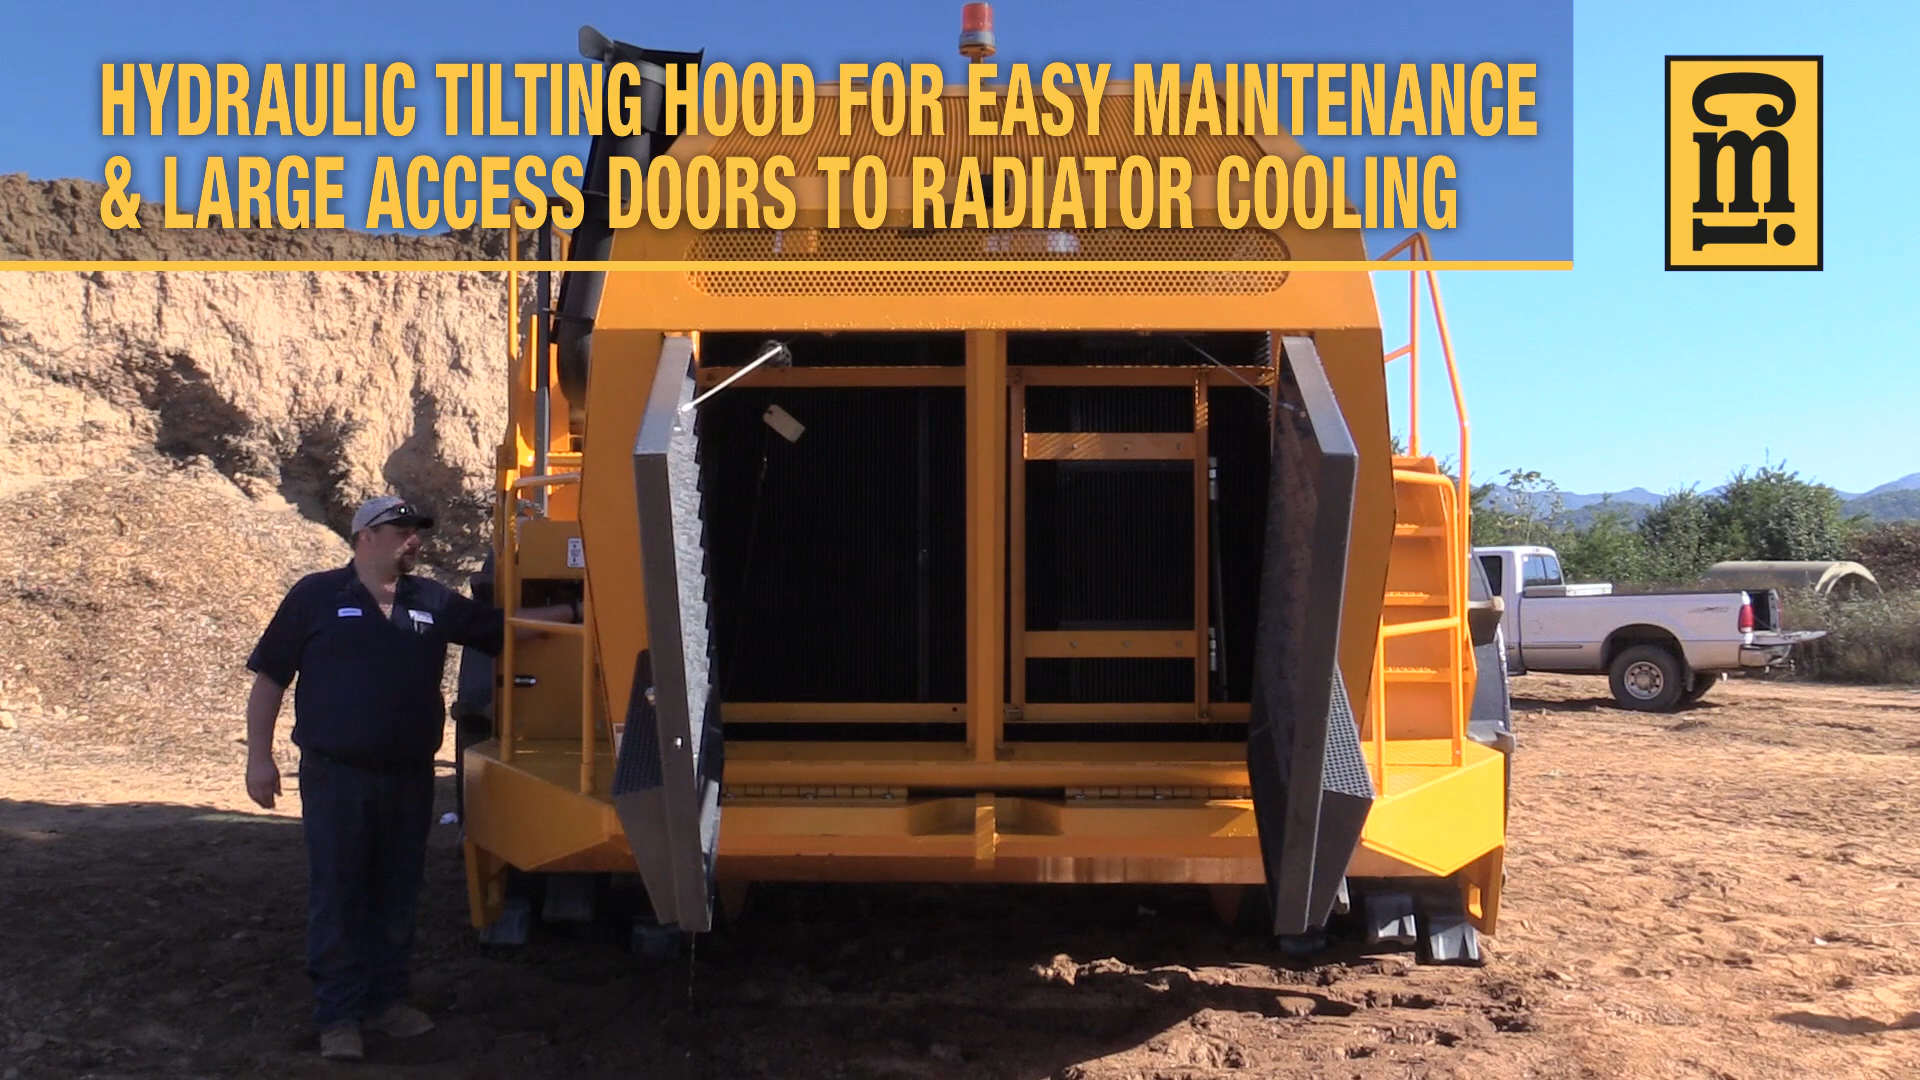 HYDRAULIC TILTING HOOD FOR EASY MAINTENANCE
& LARGE ACCESS DOORS TO RADIATOR COOLING
cmi